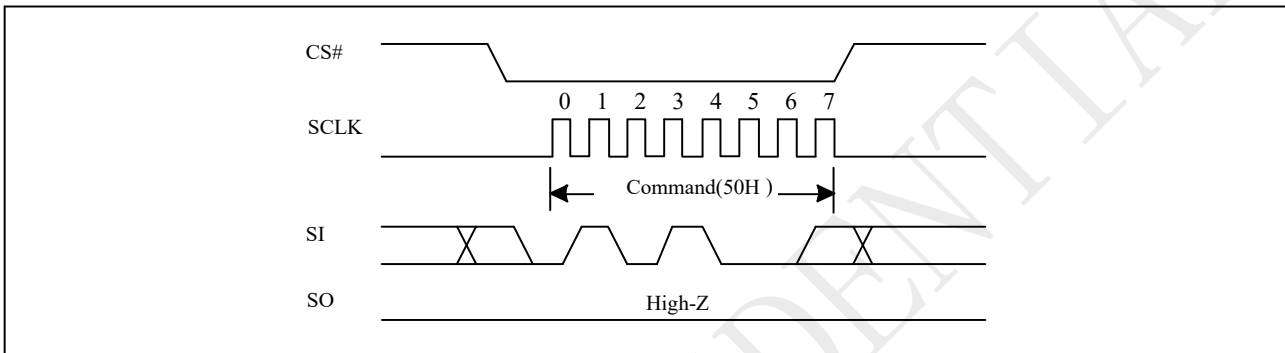 CS#
0 1 2 3 4 5 6 7
SCLK
Command(50H )
SI
SO
High-Z